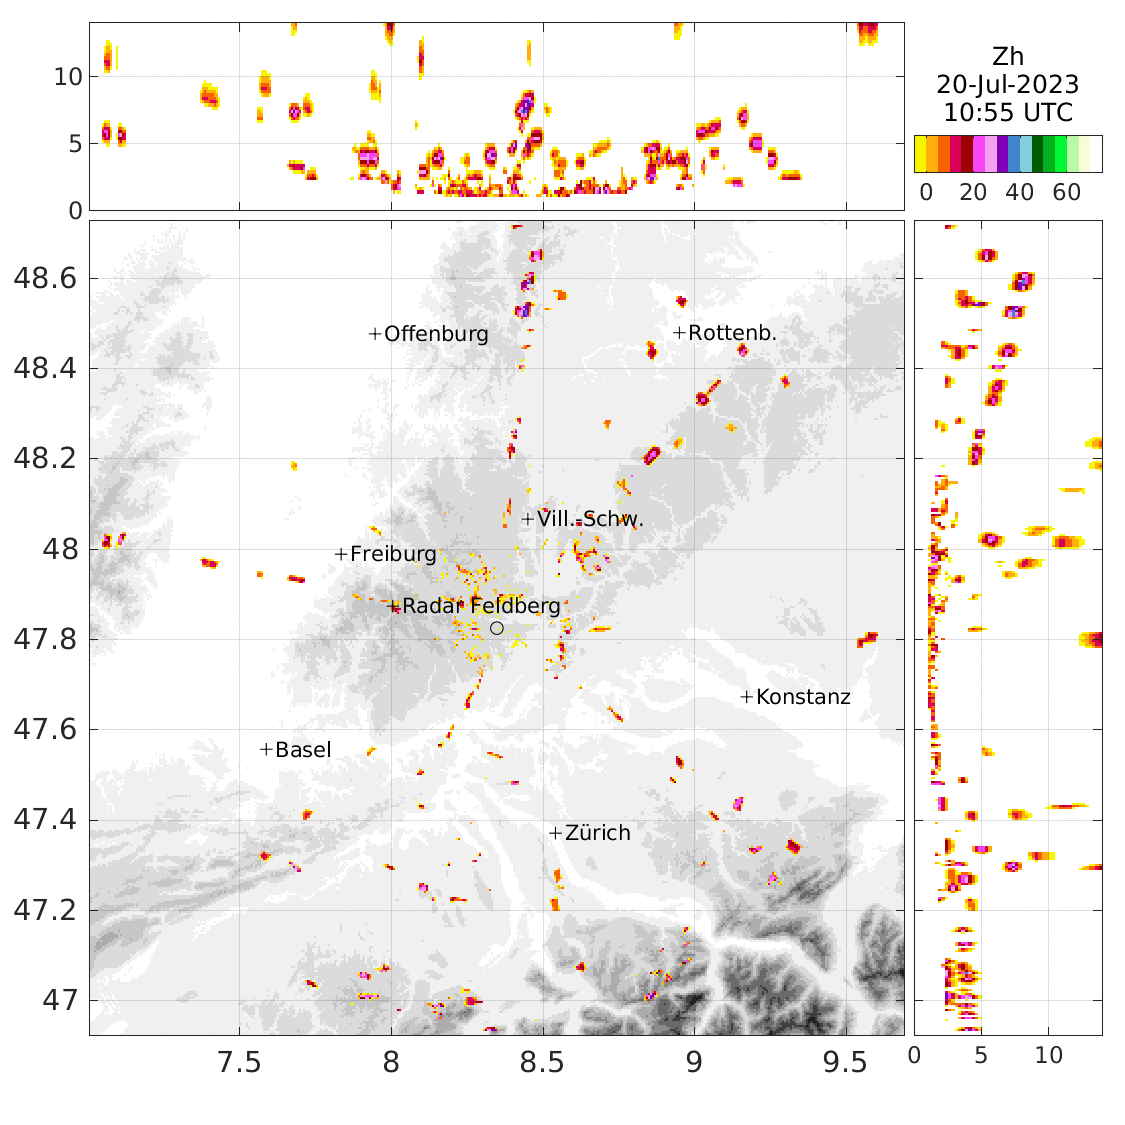 Zh
20-Jul-2023
10:55 UTC
0 20 40 60
10
5
0
48.6
48.4
48.2
48
47.8
47.6
47.4
47.2
47
Offenburg
Rottenb.
Vill.-Schw.
Freiburg
Radar Feldberg
Konstanz
Basel
Zürich
7.5 8 8.5 9 9.5
0 5 10